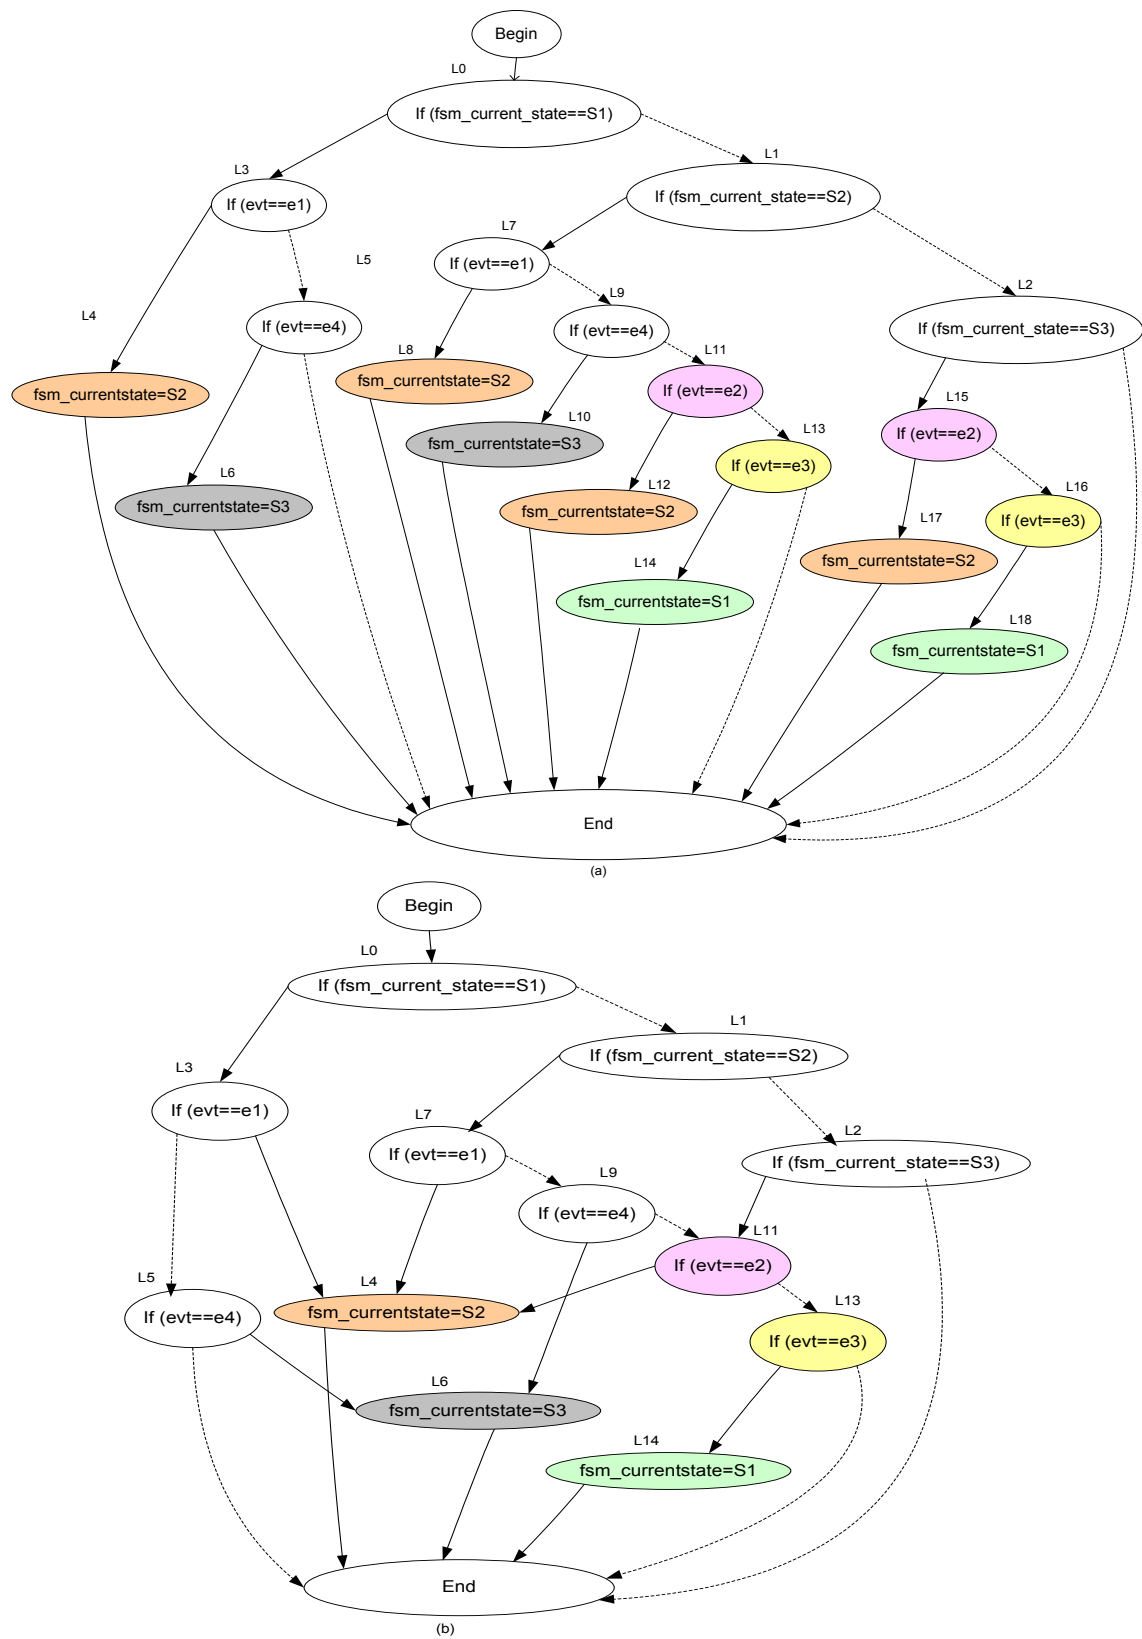 Begin
L0
If (fsm_current_state==S1)
L1
L3
If (fsm_current_state==S2)
If (evt==e1)
L7
L5
If (evt==e1)
L2
L9
L4
If (evt==e4)
If (evt==e4)
If (fsm_current_state==S3)
L8
L11
fsm_currentstate=S2
fsm_currentstate=S2
If (evt==e2)
L15
L10
L13
fsm_currentstate=S3
If (evt==e2)
If (evt==e3)
L6
L12
L16
fsm_currentstate=S3
fsm_currentstate=S2
L17
If (evt==e3)
L14
fsm_currentstate=S2
fsm_currentstate=S1
L18
fsm_currentstate=S1
End
(a)
Begin
L0
If (fsm_current_state==S1)
L1
If (fsm_current_state==S2)
L3
If (evt==e1)
L7
L2
If (evt==e1)
If (fsm_current_state==S3)
L9
If (evt==e4)
L11
If (evt==e2)
L5
L4
L13
If (evt==e4)
fsm_currentstate=S2
If (evt==e3)
L6
fsm_currentstate=S3
L14
fsm_currentstate=S1
End
(b)